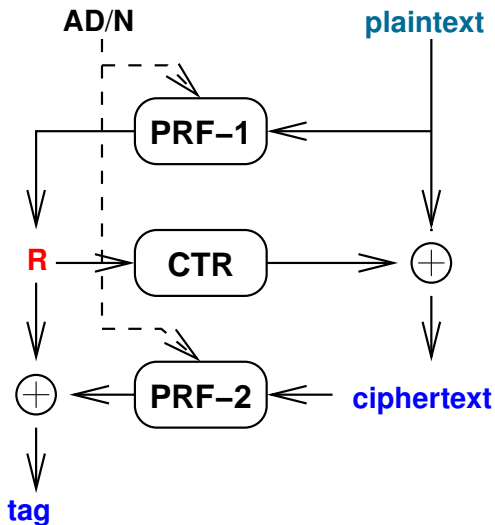 AD/N
plaintext
PRF−1
R
CTR
PRF−2
ciphertext
tag